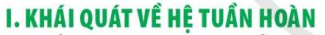 I. KHÁI QUÁT VỀ HỆ TUẦN HOÀN